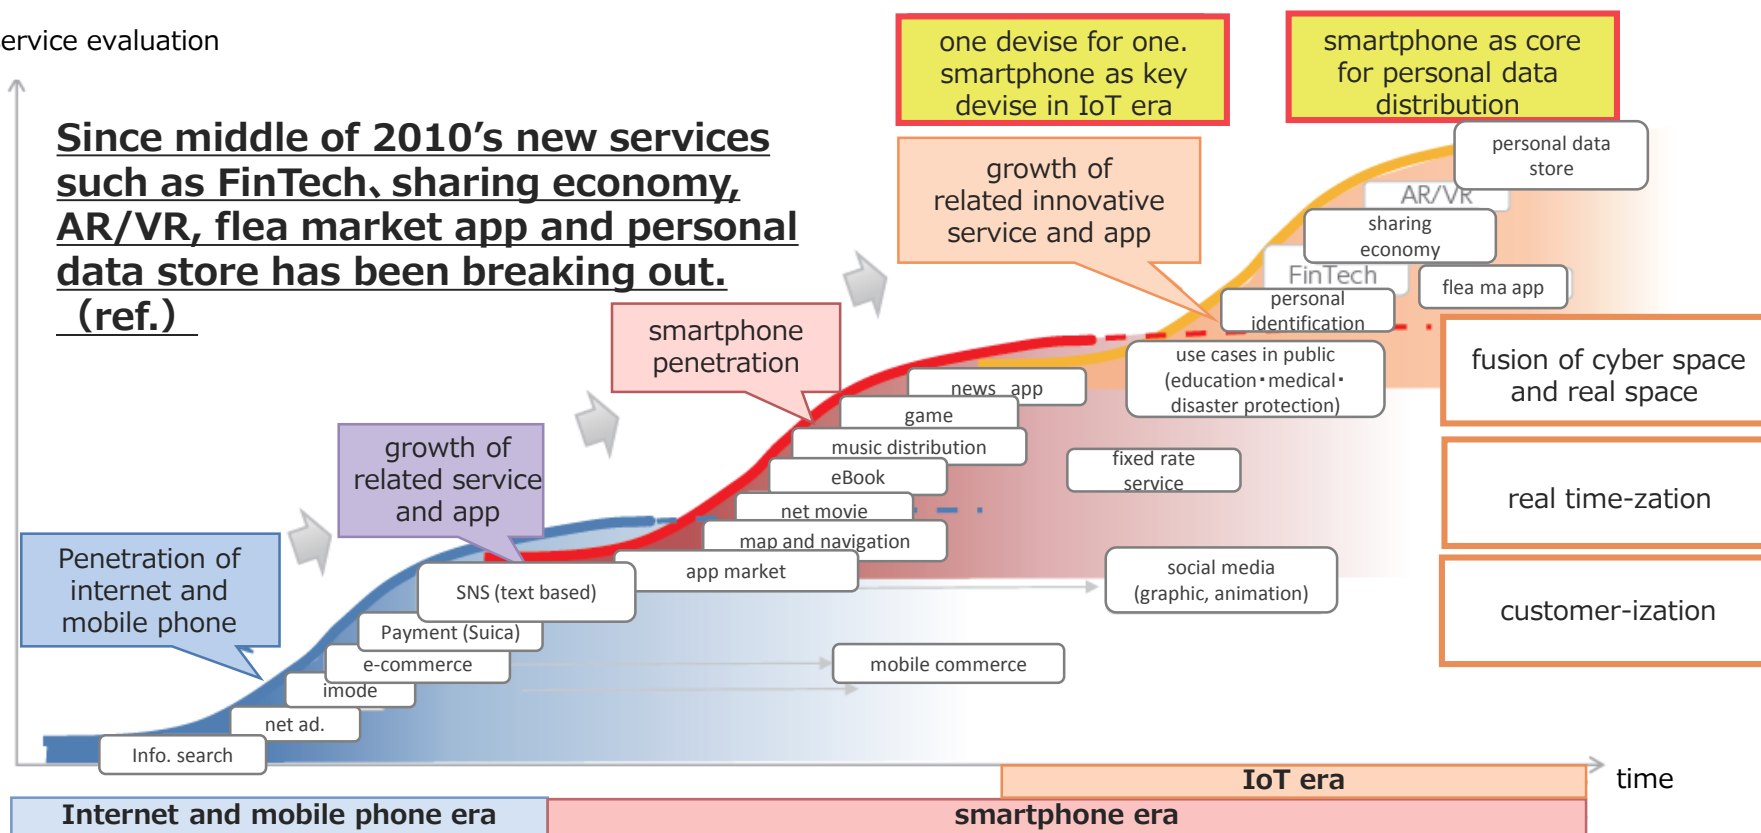 service evaluation
one devise for one.
smartphone as key
devise in IoT era
smartphone as core
for personal data
distribution
Since middle of 2010’s new services
such as FinTech、sharing economy,
AR/VR, flea market app and personal
data store has been breaking out.
（ref.）
growth of
related innovative
service and app
personal data
store
AR/VR
sharing
economy
FinTech
flea ma app
personal
identification
smartphone
penetration
use cases in public
(education・medical・
disaster protection)
fusion of cyber space
and real space
news app
game
music distribution
eBook
fixed rate
service
net movie
map and navigation
app market
real time-zation
growth of
related service
and app
Penetration of
internet and
mobile phone
SNS (text based)
social media
(graphic, animation)
customer-ization
Payment (Suica)
e-commerce
mobile commerce
imode
net ad.
Info. search
time
IoT era
Internet and mobile phone era
smartphone era